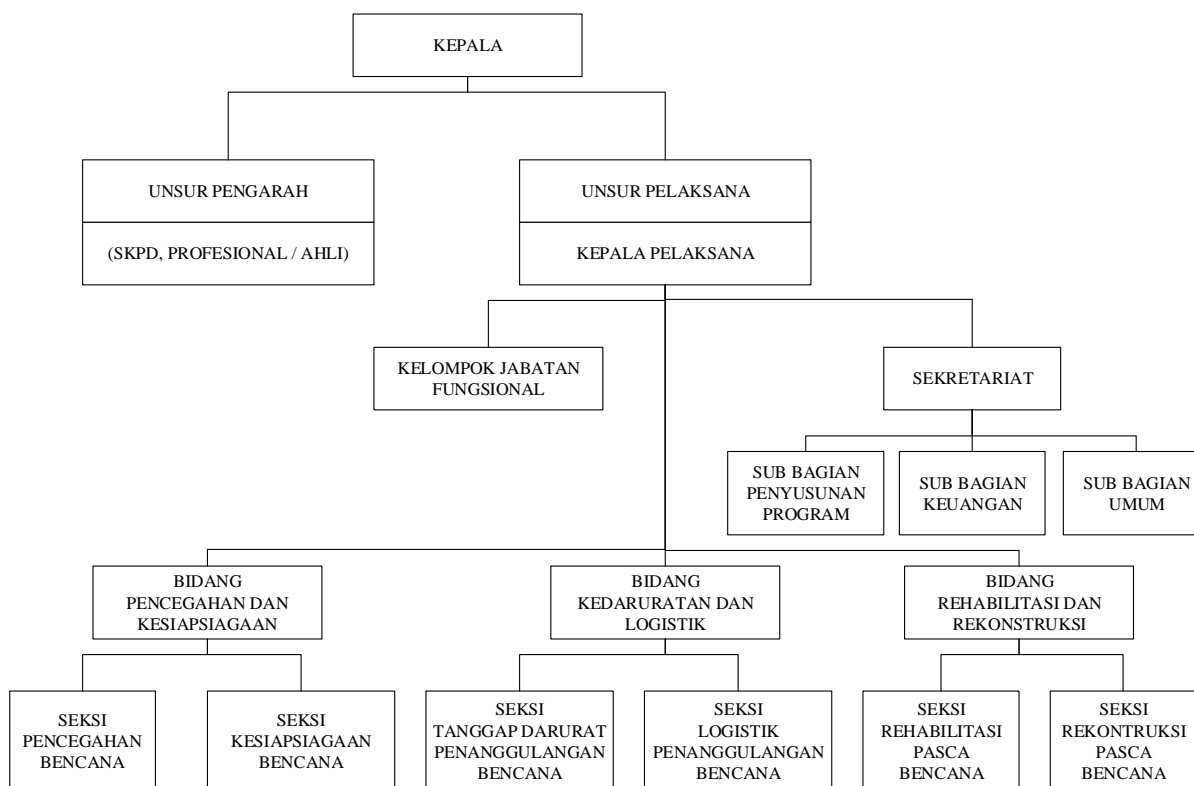 KEPALA
UNSUR PENGARAH
(SKPD, PROFESIONAL / AHLI)
UNSUR PELAKSANA
KEPALA PELAKSANA
KELOMPOK JABATAN
FUNGSIONAL
SEKRETARIAT
SUB BAGIAN
PENYUSUNAN
PROGRAM
SUB BAGIAN
KEUANGAN
SUB BAGIAN
UMUM
BIDANG
PENCEGAHAN DAN
KESIAPSIAGAAN
BIDANG
KEDARURATAN DAN
LOGISTIK
BIDANG
REHABILITASI DAN
REKONSTRUKSI
SEKSI
PENCEGAHAN
BENCANA
SEKSI
KESIAPSIAGAAN
BENCANA
SEKSI
TANGGAP DARURAT
PENANGGULANGAN
BENCANA
SEKSI
LOGISTIK
PENANGGULANGAN
BENCANA
SEKSI
REHABILITASI
PASCA
BENCANA
SEKSI
REKONTRUKSI
PASCA
BENCANA